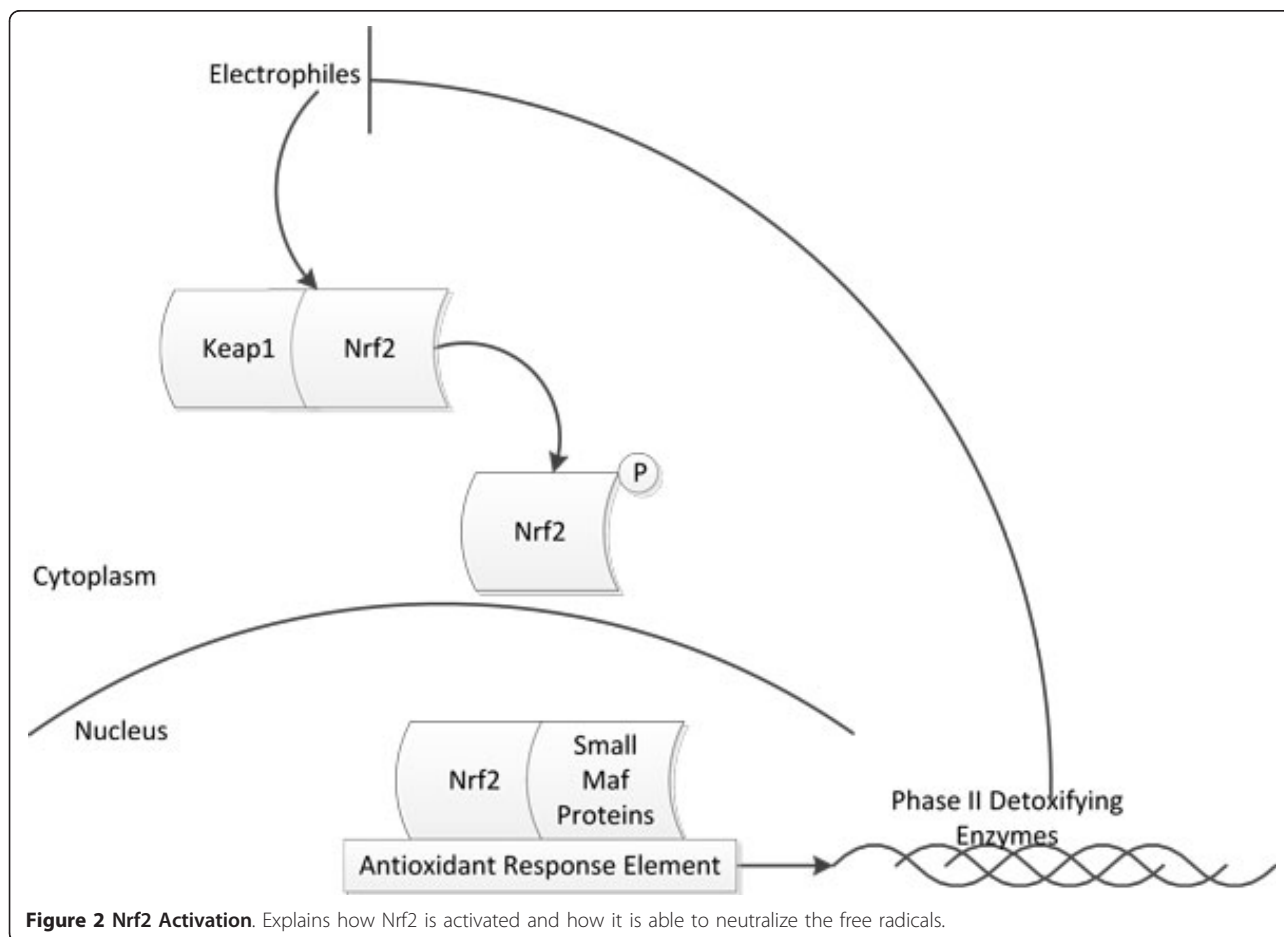 Electrophiles
Keap1
Nrf2
P
Nrf2
Cytoplasm
Nucleus
Nrf2
Small
Maf
Proteins
Antioxidant Response Element
Phase II Detoxifying
Enzymes
Figure 2 Nrf2 Activation. Explains how Nrf2 is activated and how it is able to neutralize the free radicals.